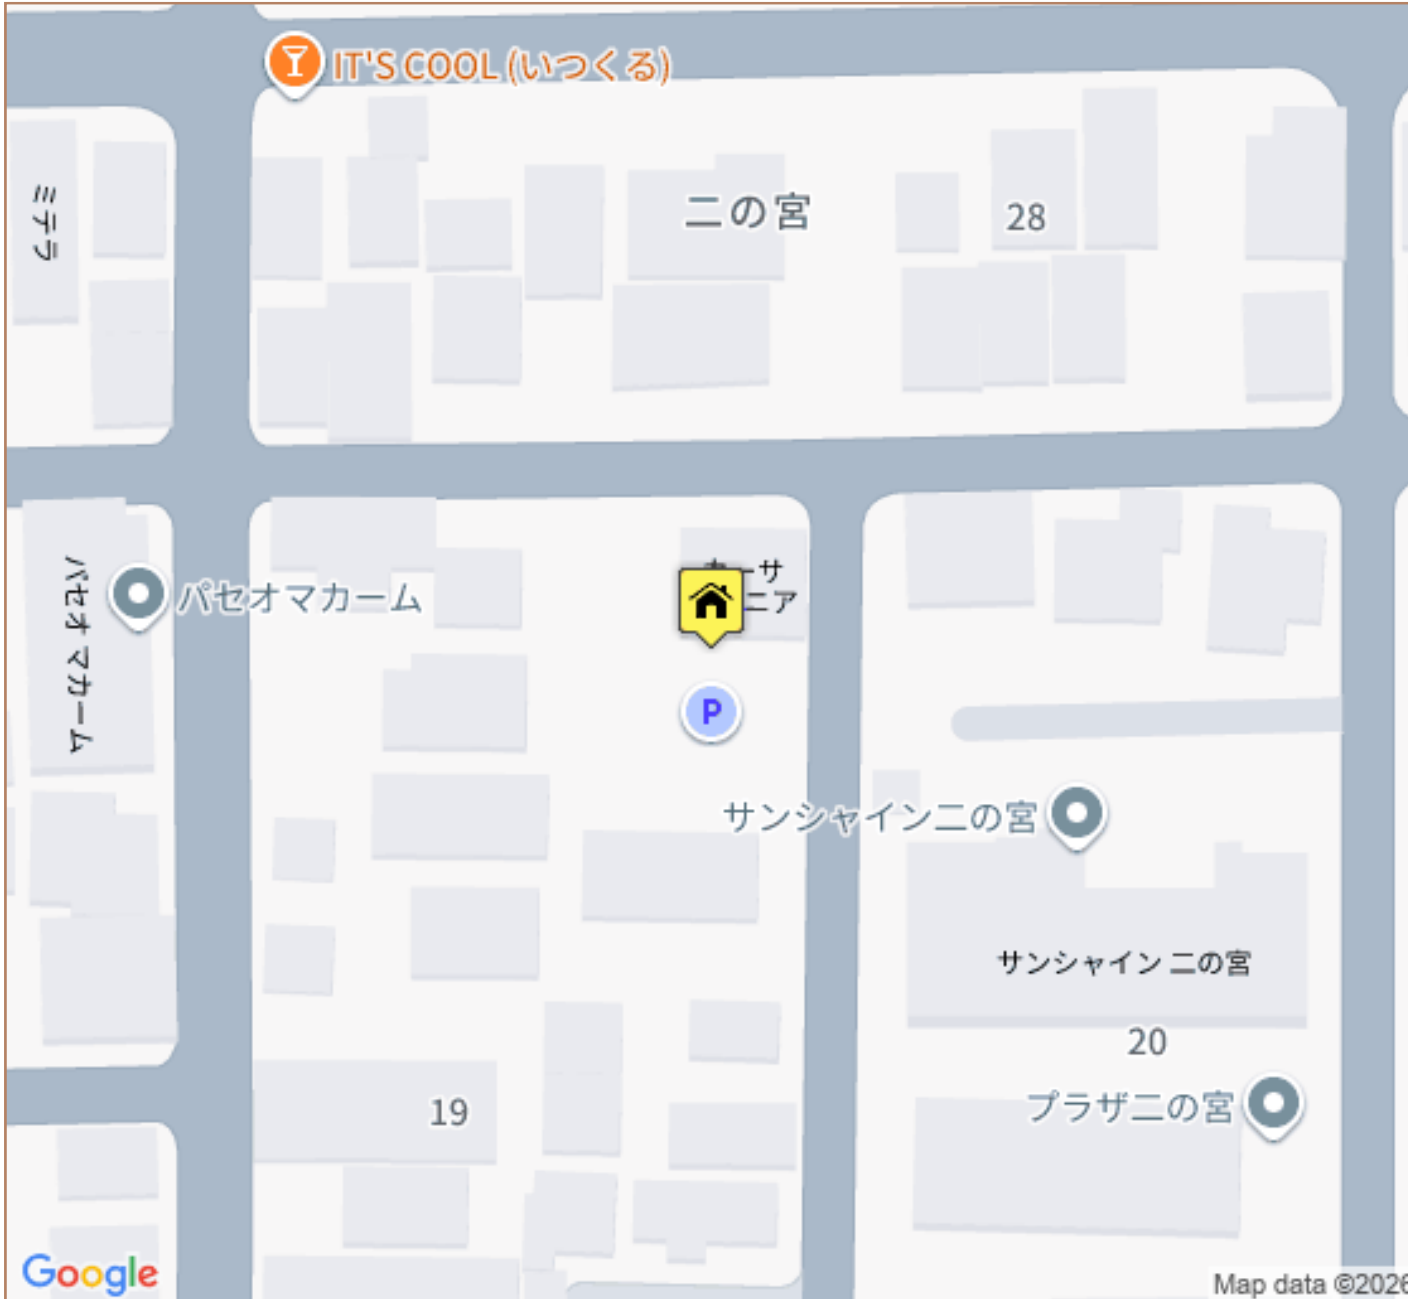 IT'S COOL (いつくる)
ミテラ
二の宮
28
パセオ マカーム
パセオマカーム
ーサ
ニア
P
サンシャイン二の宮
サンシャイン 二の宮
20
プラザ二の宮
19
Google
Map data ©2026